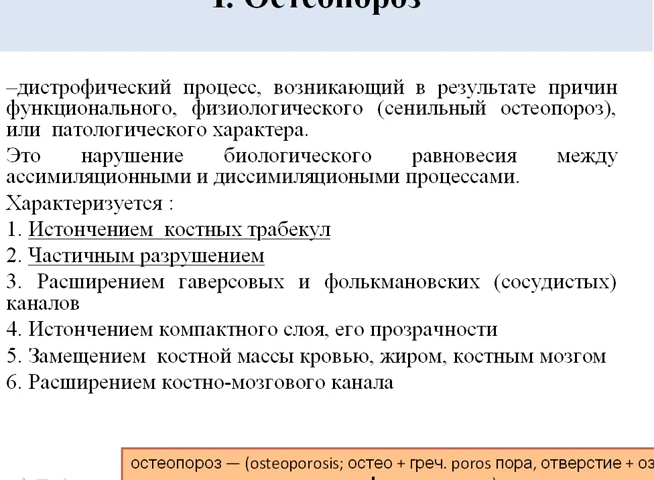 I. Остеопороз
–дистрофический процесс, возникающий в результате причин
функционального, физиологического (сенильный остеопороз),
или патологического характера.
Это нарушение биологического равновесия между
ассимиляционными и диссимиляциоными процессами.
Характеризуется :
1. Истончением костных трабекул
2. Частичным разрушением
3. Расширением гаверсовых и фолькмановских (сосудистых)
каналов
4. Истончением компактного слоя, его прозрачности
5. Замещением костной массы кровью, жиром, костным мозгом
6. Расширением костно-мозгового канала
остеопороз — (osteoporosis; остео + греч. poros пора, отверстие + оз